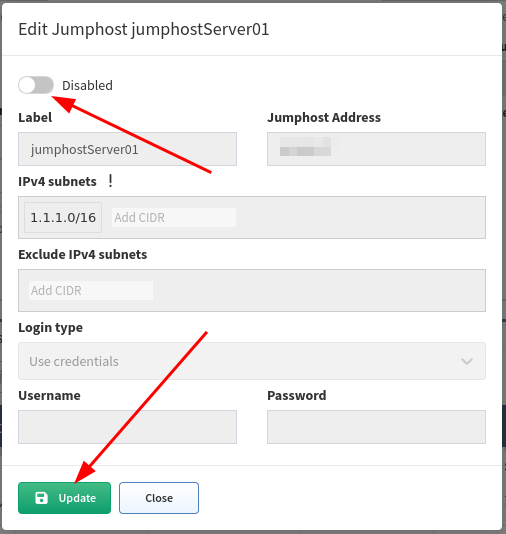 Edit Jumphost jumphostServer01
Disabled
Label
Jumphost Address
jumphostServer01
IPv4 subnets !
1.1.1.0/16 Add CIDR
Exclude IPv4 subnets
Add CIDR
Login type
Use credentials
Username
Password
Update
Close